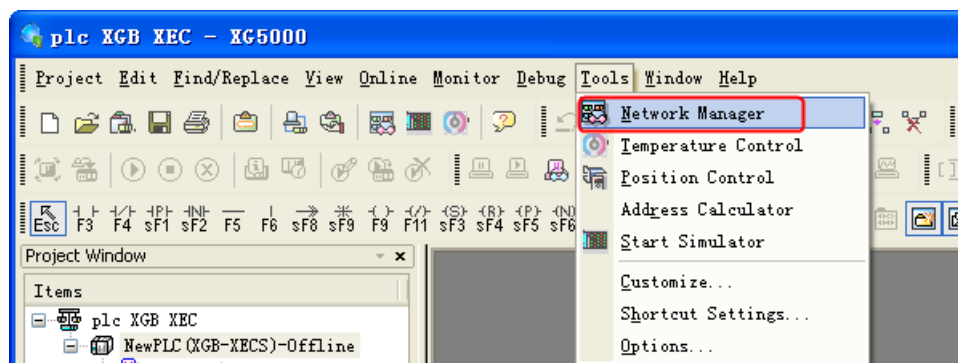 plc XGB XEC - XG5000
Project Edit Find/Replace View Online Monitor Debug Tools Window Help
Network Manager
Temperature Control
Position Control
Address Calculator
Start Simulator
Customize...
Shortcut Settings...
Options...
Esc F3 F4 sF1 sF2 F5 F6 sF8 sF9 F9 F11 sF3 sF4 sF5 sF6
Project Window
Items
plc XGB XEC
NewPLC(XGB-XECS)-Offline